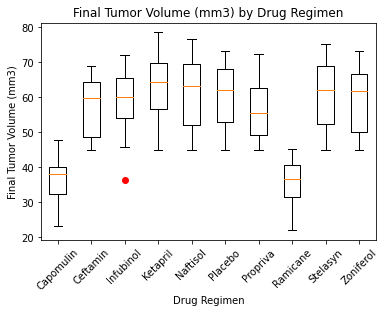 Final Tumor Volume (mm3) by Drug Regimen
Final Tumor Volume (mm3)
80
70
60
50
40
30
20
Capomulin
Ceftamin
Infubinol
Ketapril
Naftisol
Placebo
Propriva
Ramicane
Stelasyn
Zoniferol
Drug Regimen